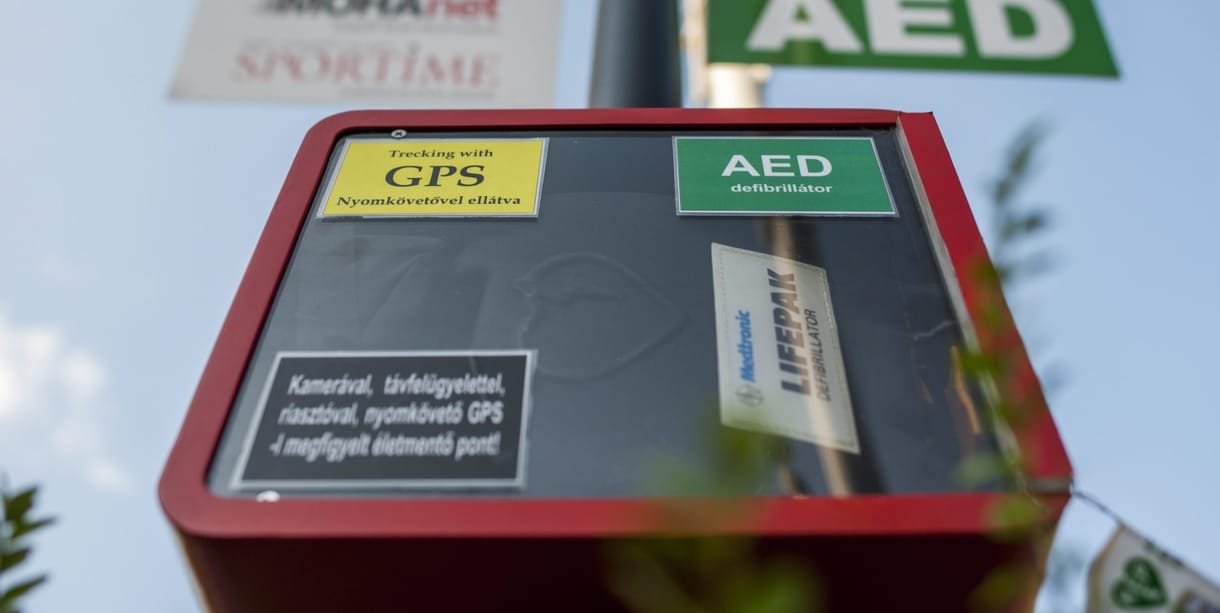 MOHAnet
SPORTIME
AED
Trecking with
GPS
Nyomkövetővel ellátva
AED
defibrillátor
Medtronic
LIFEPAK
DEFIBRILLATOR
Kamerával, távfelügyelettel,
riasztóval, nyomkövető GPS
-l megfigyelt életmentő pont!